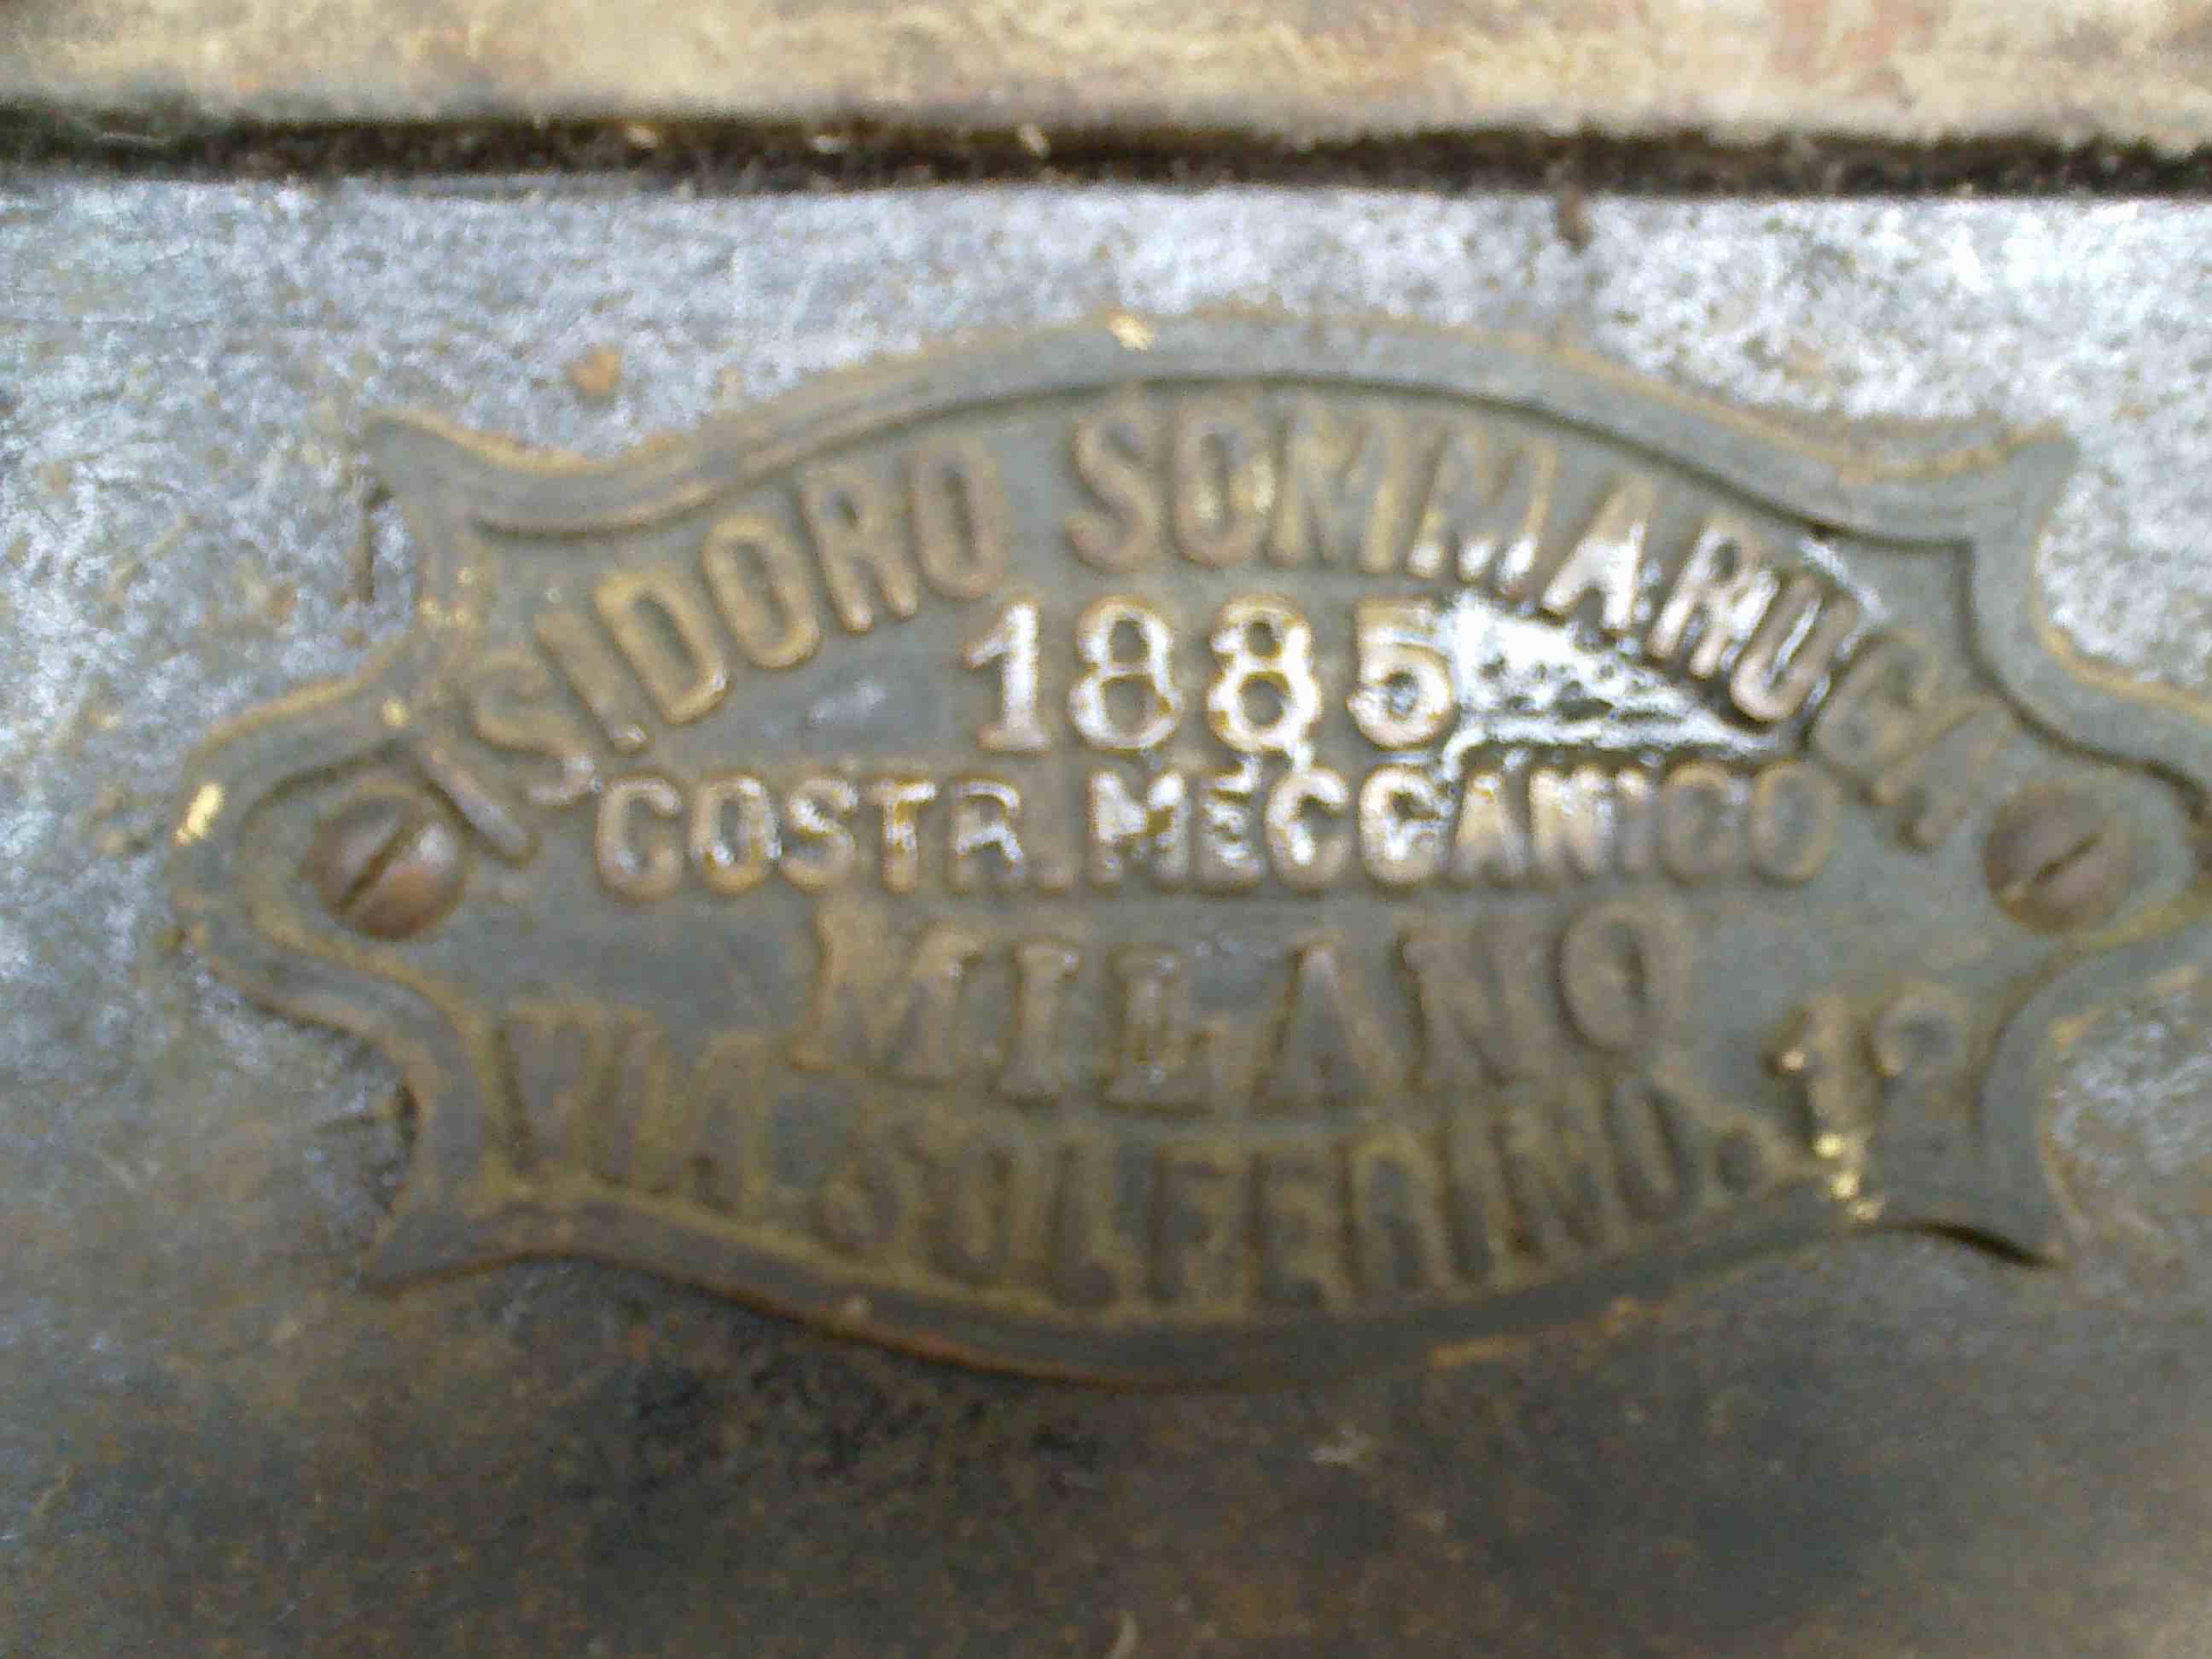 ISIDORO SOMMARUGA
1885
COSTR. MECCANICO
MILANO
VIA SOLFERINO. 12